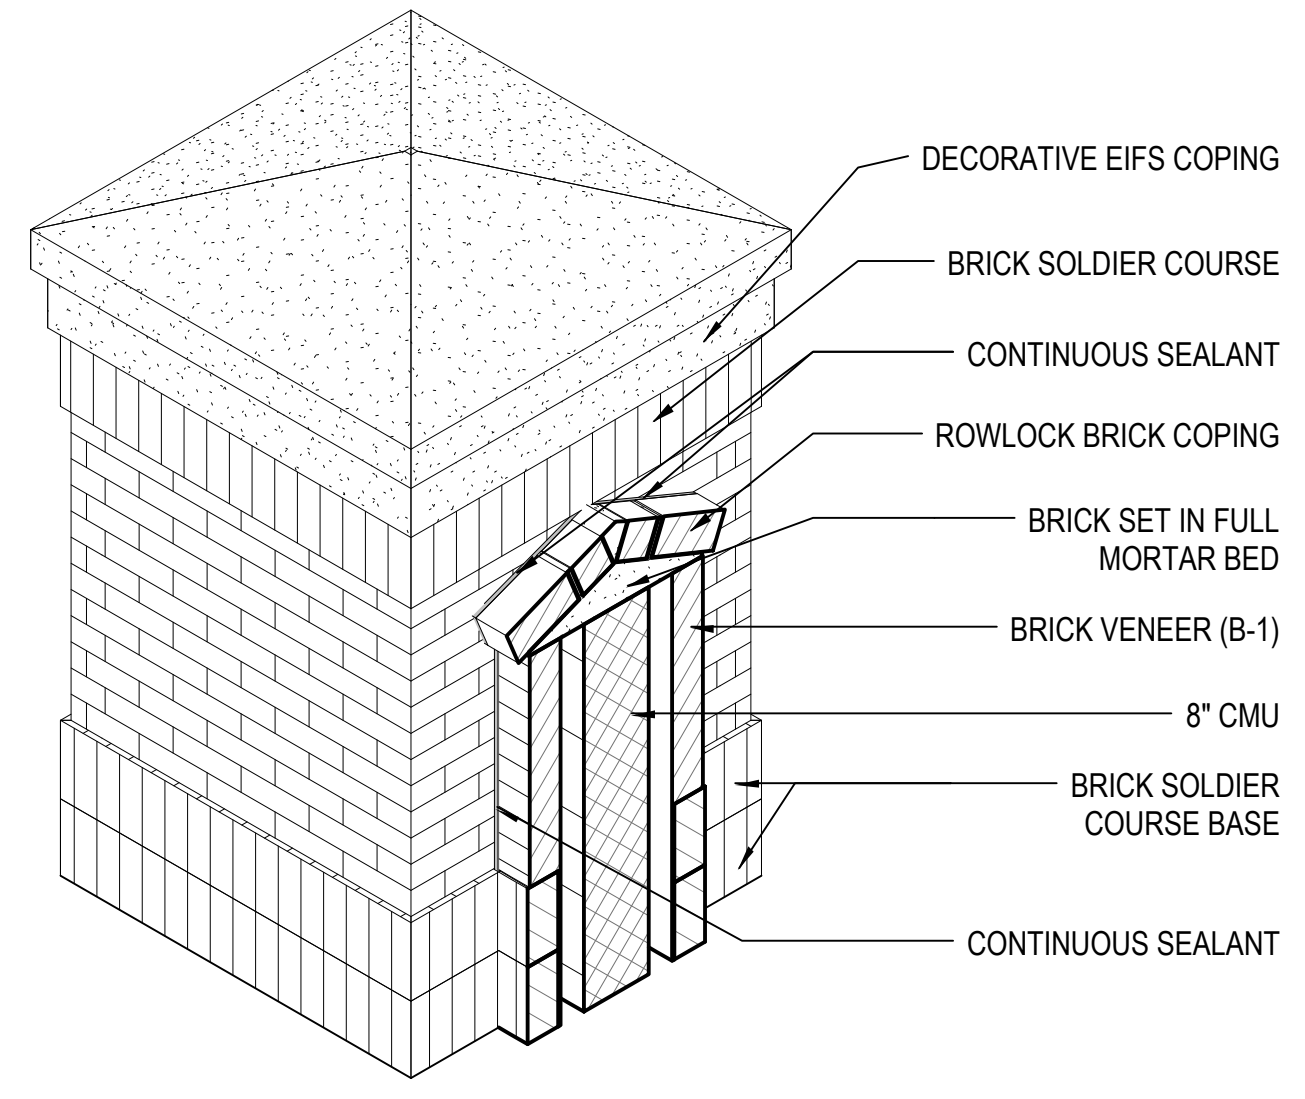 DECORATIVE EIFS COPING
BRICK SOLDIER COURSE
CONTINUOUS SEALANT
ROWLOCK BRICK COPING
BRICK SET IN FULL
MORTAR BED
BRICK VENEER (B-1)
8" CMU
BRICK SOLDIER
COURSE BASE
CONTINUOUS SEALANT